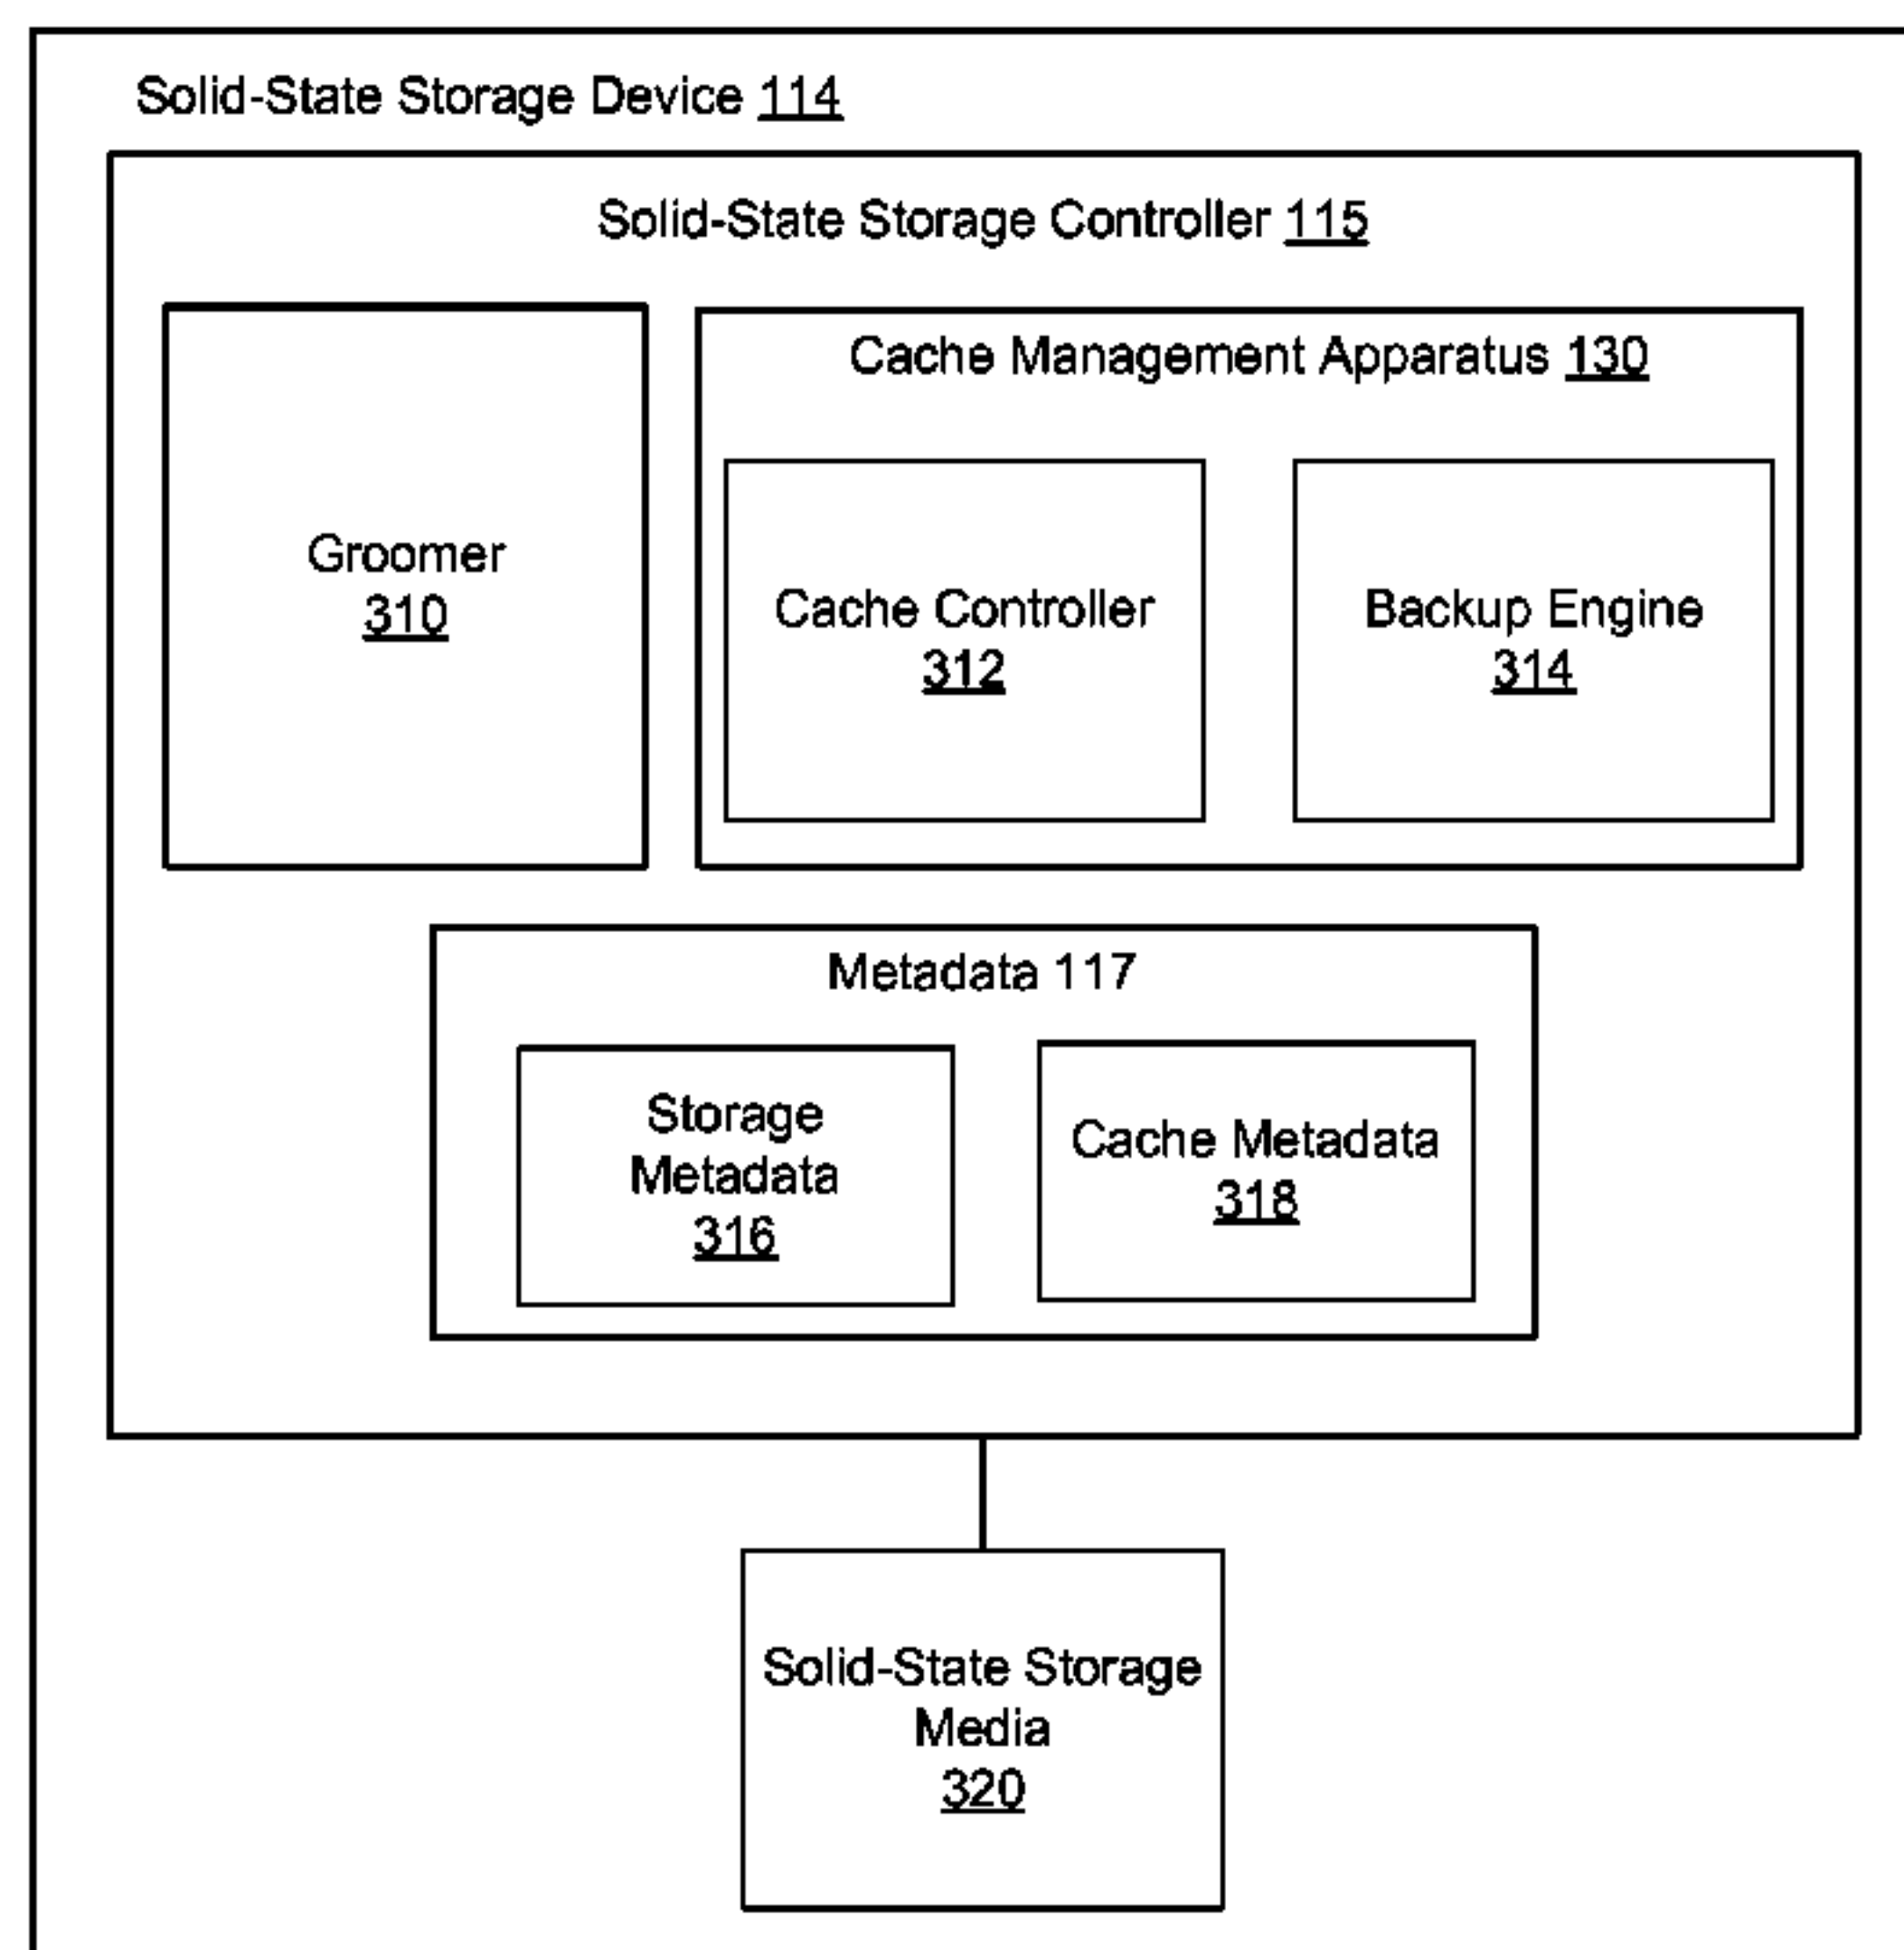 Solid-State Storage Device 114
Solid-State Storage Controller 115
Groomer
310
Cache Management Apparatus 130
Cache Controller
312
Backup Engine
314
Metadata 117
Storage
Metadata
316
Cache Metadata
318
Solid-State Storage
Media
320